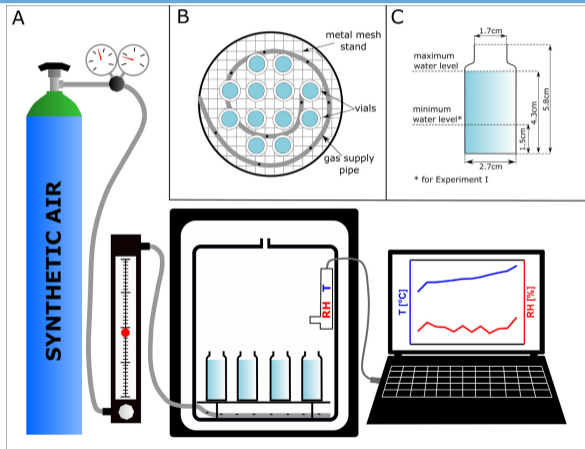 A
SYNTHETIC AIR
B
metal mesh
stand
vials
gas supply
pipe
C
1.7cm
maximum
water level
minimum
water level*
1.5cm
4.3cm
5.8cm
2.7cm
* for Experiment I
RH T
T [°C]
RH [%]